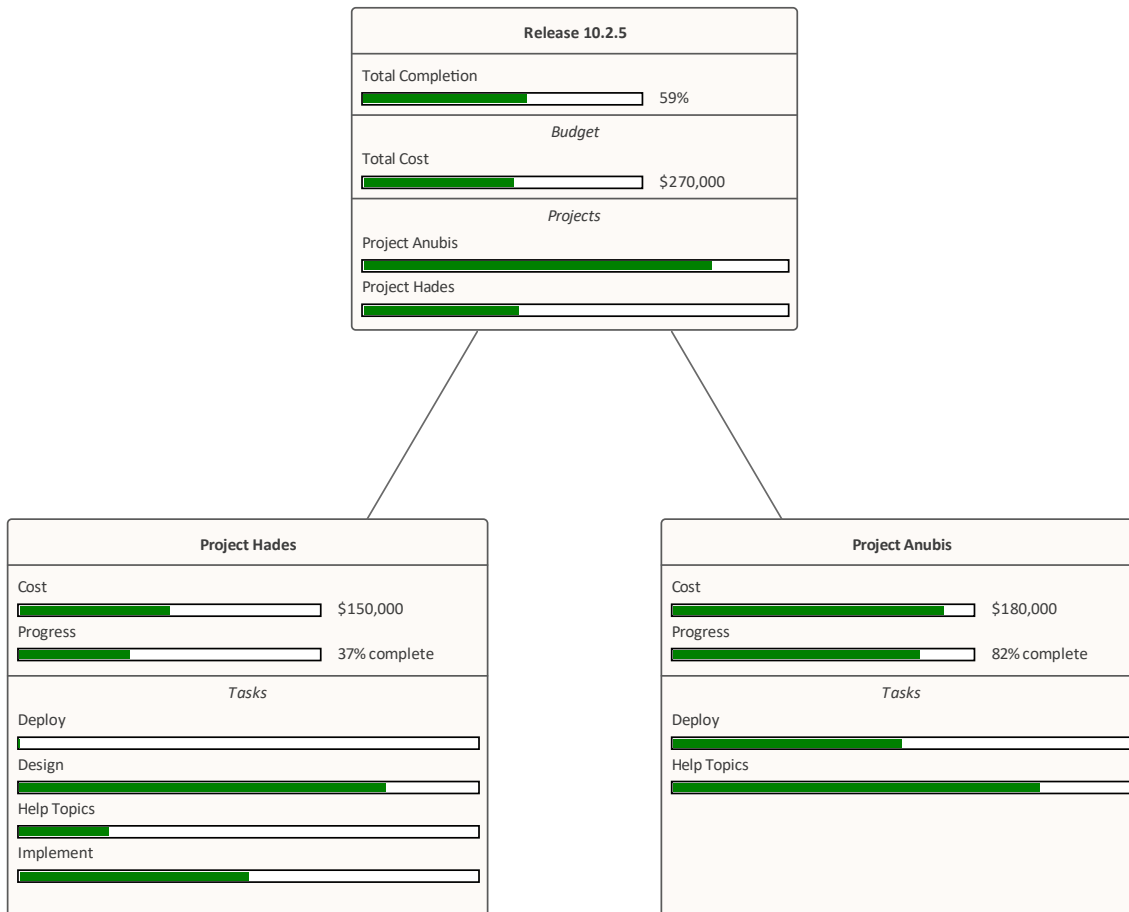 Release 10.2.5
Total Completion
59%
Budget
Total Cost
$270,000
Projects
Project Anubis
Project Hades
Project Hades
Cost
$150,000
Progress
37% complete
Tasks
Deploy
Design
Help Topics
Implement
Project Anubis
Cost
$180,000
Progress
82% complete
Tasks
Deploy
Help Topics